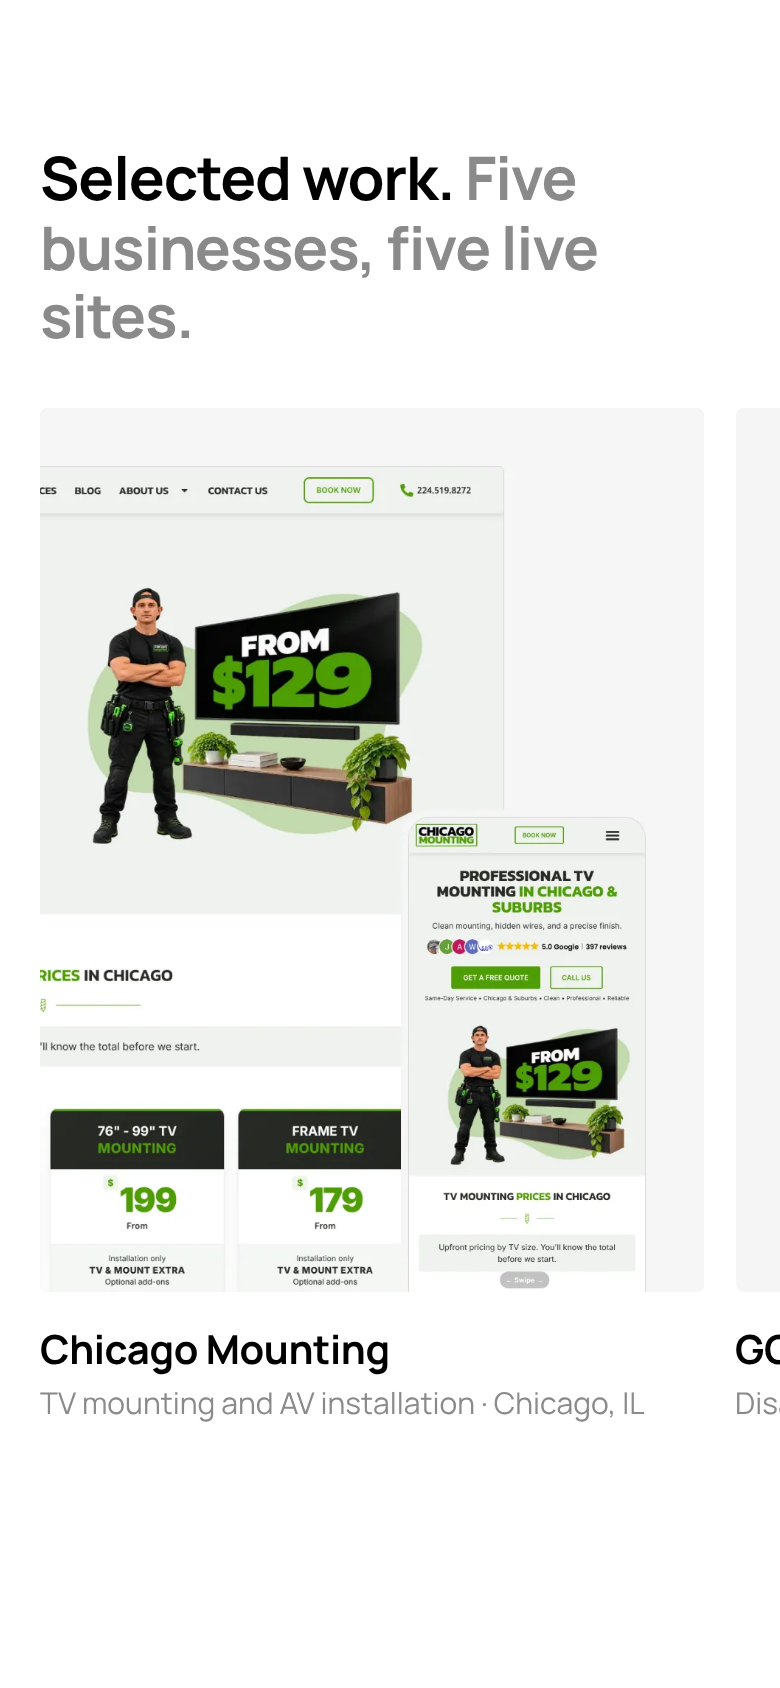 Selected work. Five
businesses, five live
sites.
CES BLOG ABOUT US CONTACT US BOOK NOW 224.519.8272
FROM
$129
RICES IN CHICAGO
'll know the total before we start.
76" - 99" TV
MOUNTING
$199
From
Installation only
TV & MOUNT EXTRA
Optional add-ons
FRAME TV
MOUNTING
$179
From
Installation only
TV & MOUNT EXTRA
Optional add-ons
CHICAGO
MOUNTING
BOOK NOW
PROFESSIONAL TV
MOUNTING IN CHICAGO &
SUBURBS
Clean mounting, hidden wires, and a precise finish.
J A W 5.0 Google | 397 reviews
GET A FREE QUOTE CALL US
Same-Day Service • Chicago & Suburbs • Clean • Professional • Reliable
FROM
$129
TV MOUNTING PRICES IN CHICAGO
Upfront pricing by TV size. You'll know the total
before we start.
← Swipe →
Chicago Mounting
TV mounting and AV installation · Chicago, IL
GO
Disa